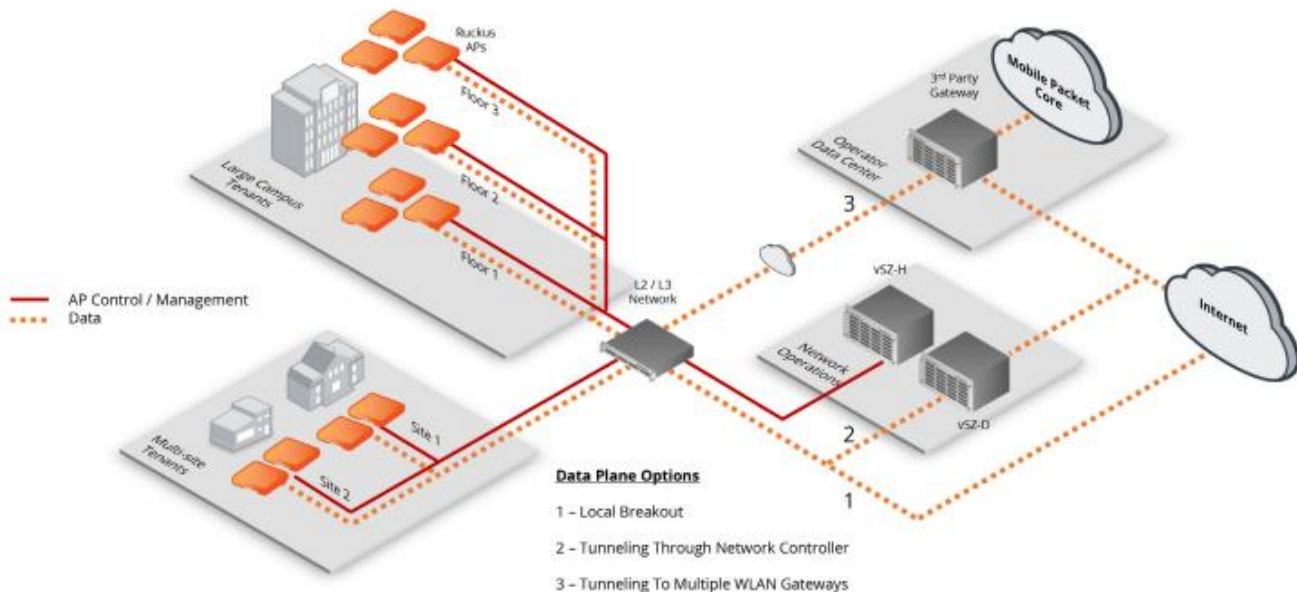 Ruckus
APs
Floor 3
Floor 2
Floor 1
Large Campus
Tenants
3rd Party
Gateway
Mobile Packet
Core
Operator
Data Center
3
L2 / L3
Network
vSZ-H
Internet
AP Control / Management
Data
Network
Operations
vSZ-D
2
1
Site 1
Site 2
Multi-site
Tenants
Data Plane Options
1 – Local Breakout
2 – Tunneling Through Network Controller
3 – Tunneling To Multiple WLAN Gateways